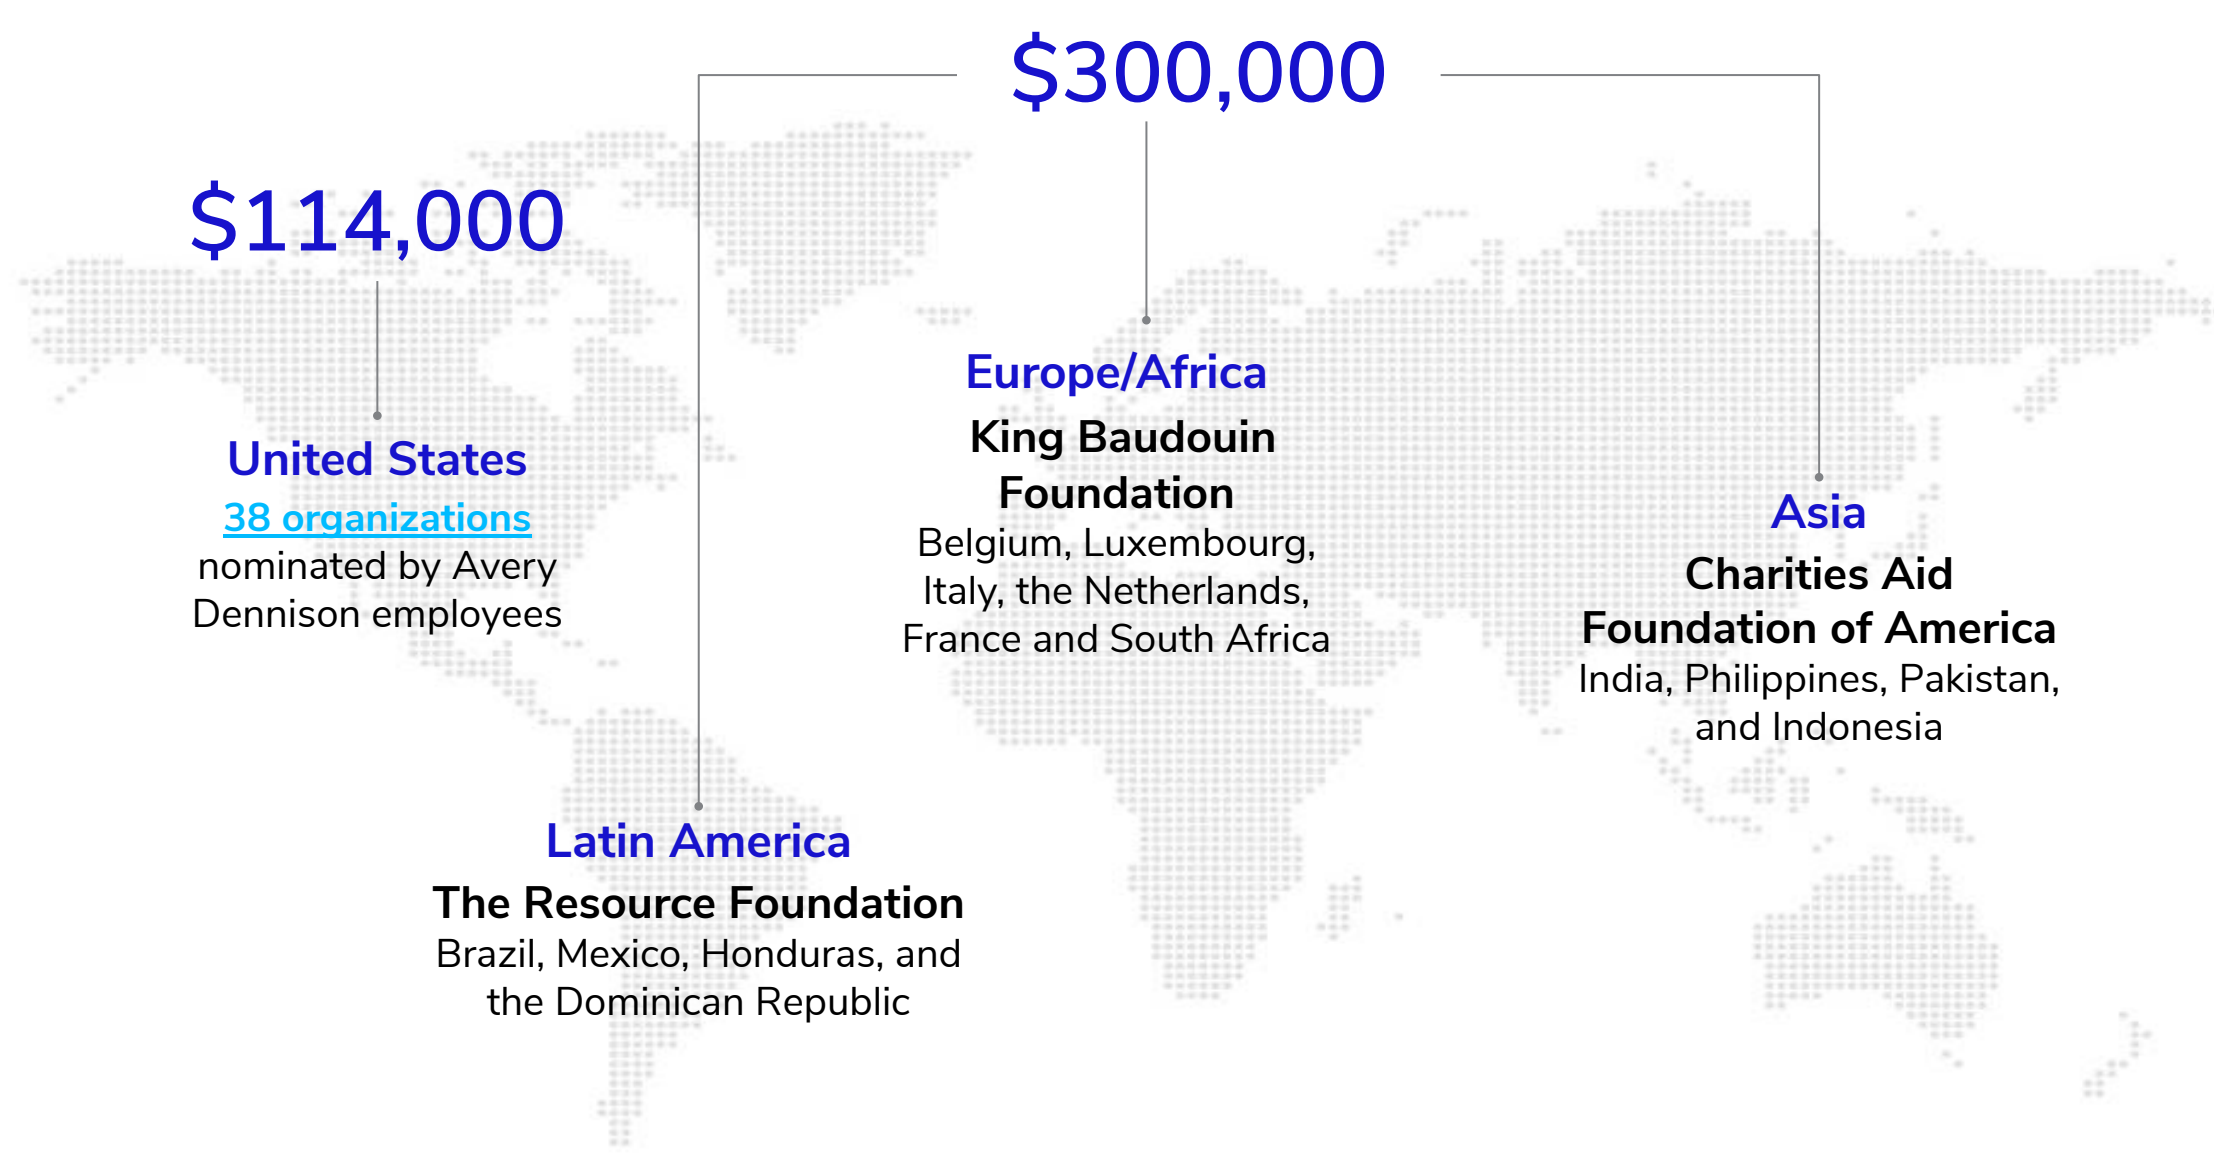 $300,000
$114,000
United States
38 organizations
nominated by Avery
Dennison employees
Europe/Africa
King Baudouin
Foundation
Belgium, Luxembourg,
Italy, the Netherlands,
France and South Africa
Asia
Charities Aid
Foundation of America
India, Philippines, Pakistan,
and Indonesia
Latin America
The Resource Foundation
Brazil, Mexico, Honduras, and
the Dominican Republic